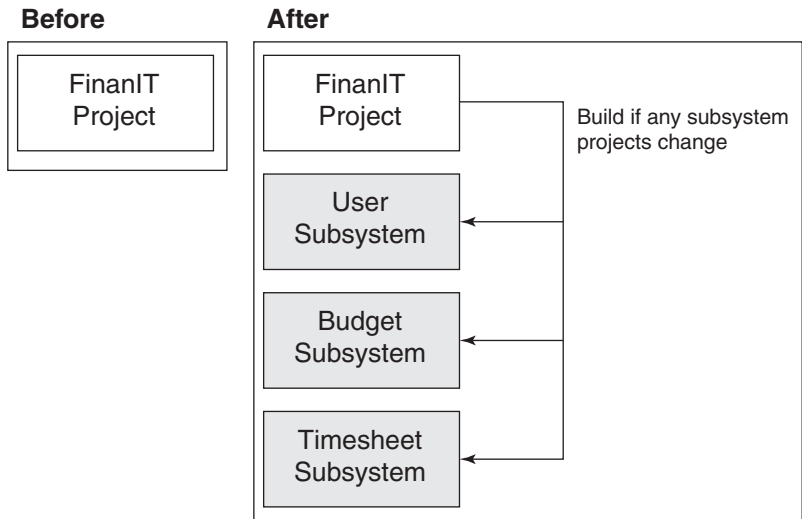 Before
FinanIT
Project
After
FinanIT
Project
Build if any subsystem
projects change
User
Subsystem
Budget
Subsystem
Timesheet
Subsystem